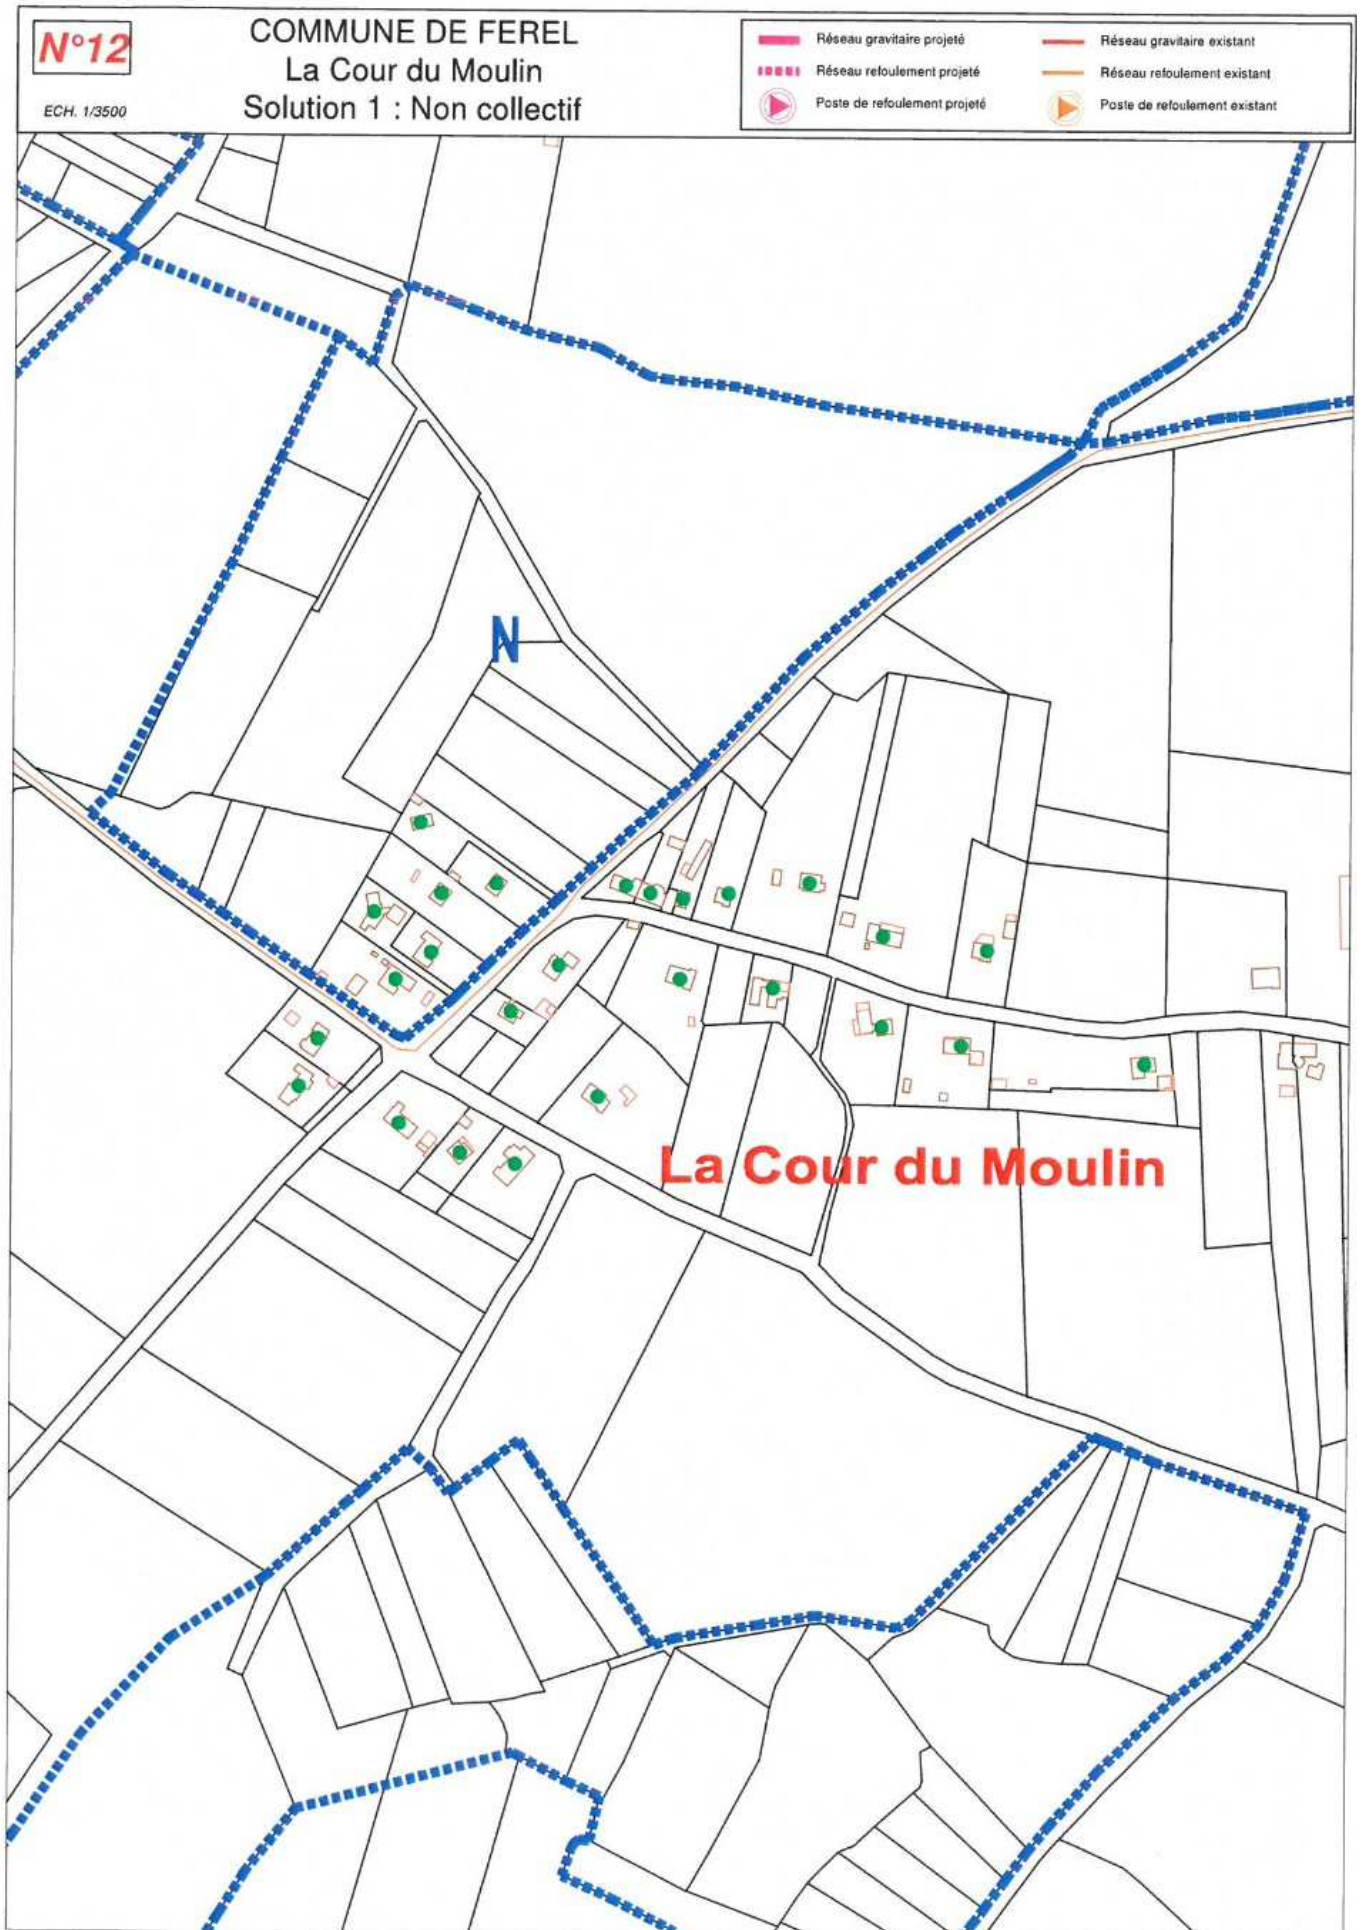 N°12
ECH. 1/3500
COMMUNE DE FEREL
La Cour du Moulin
Solution 1 : Non collectif
Réseau gravitaire projeté
Réseau refoulement projeté
Poste de refoulement projeté
Réseau gravitaire existant
Réseau refoulement existant
Poste de refoulement existant
N
La Cour du Moulin